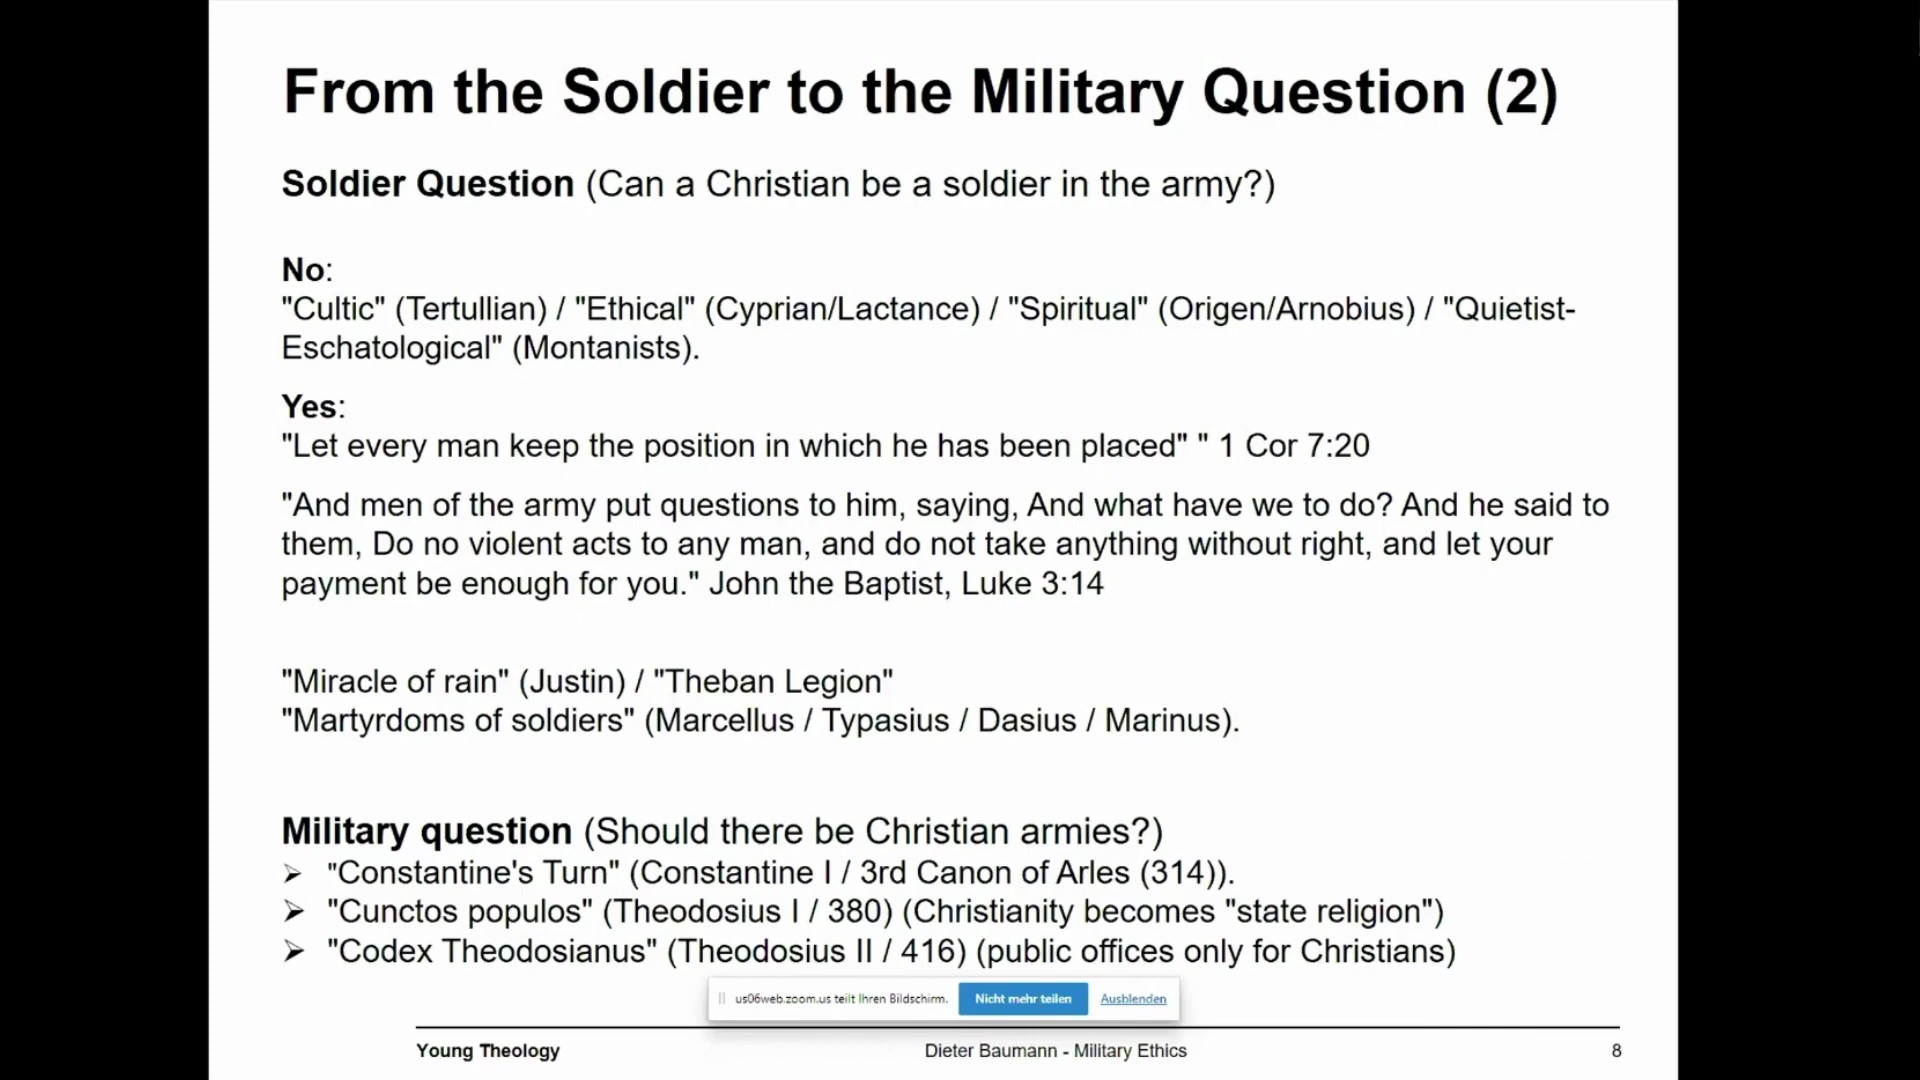 From the Soldier to the Military Question (2)
Soldier Question (Can a Christian be a soldier in the army?)
No:
"Cultic" (Tertullian) / "Ethical" (Cyprian/Lactance) / "Spiritual" (Origen/Arnobius) / "Quietist-
Eschatological" (Montanists).
Yes:
"Let every man keep the position in which he has been placed" " 1 Cor 7:20
"And men of the army put questions to him, saying, And what have we to do? And he said to
them, Do no violent acts to any man, and do not take anything without right, and let your
payment be enough for you." John the Baptist, Luke 3:14
"Miracle of rain" (Justin) / "Theban Legion"
"Martyrdoms of soldiers" (Marcellus / Typasius / Dasius / Marinus).
Military question (Should there be Christian armies?)
➢ "Constantine's Turn" (Constantine I / 3rd Canon of Arles (314)).
➢ "Cunctos populos" (Theodosius I / 380) (Christianity becomes "state religion")
➢ "Codex Theodosianus" (Theodosius II / 416) (public offices only for Christians)
us06web.zoom.us teilt Ihren Bildschirm. Nicht mehr teilen Ausblenden
Young Theology Dieter Baumann - Military Ethics 8